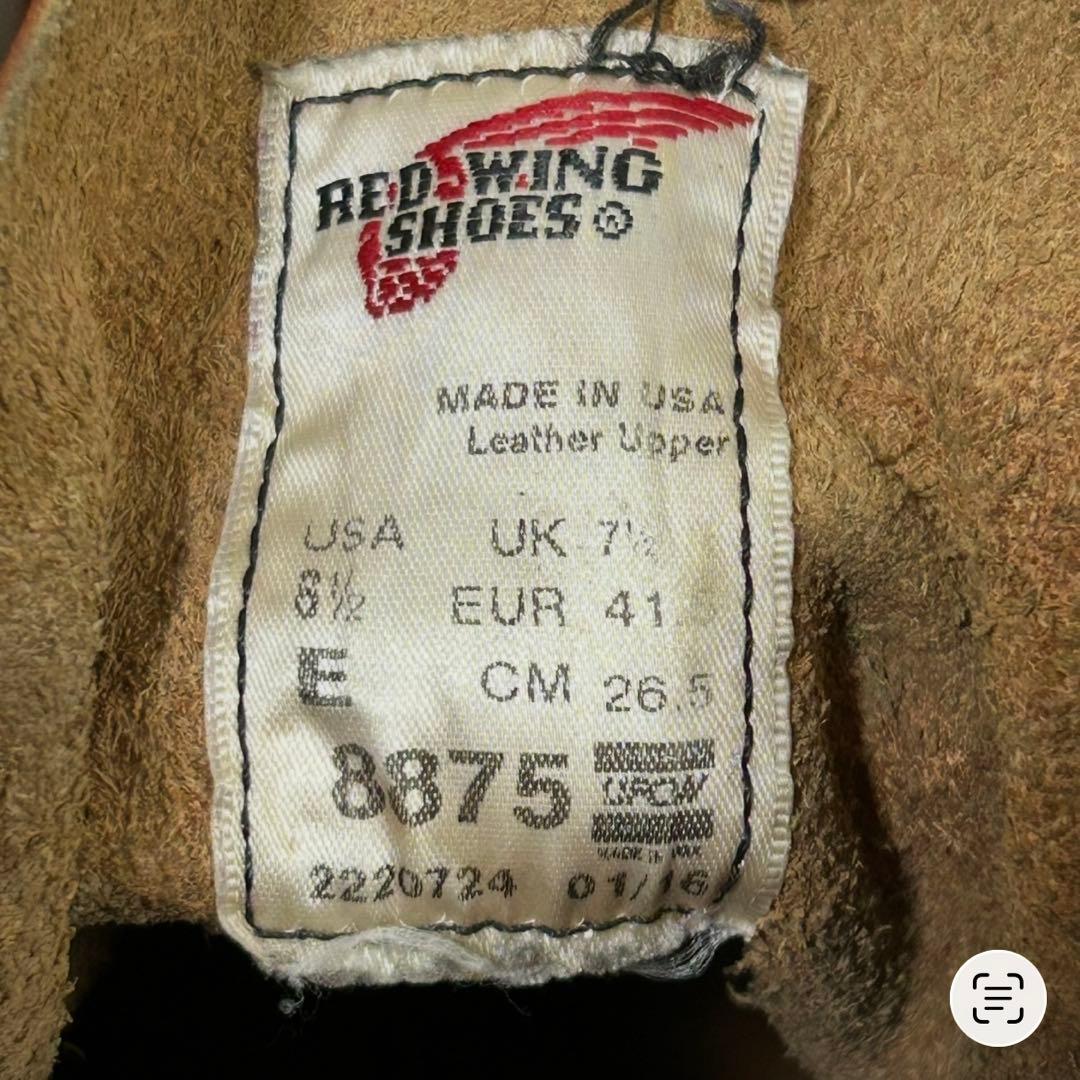 RED WING
SHOES ®
MADE IN USA
Leather Upper
USA UK 7½
8½ EUR 41
E CM 26.5
8875 UFCW
2220724 01/16